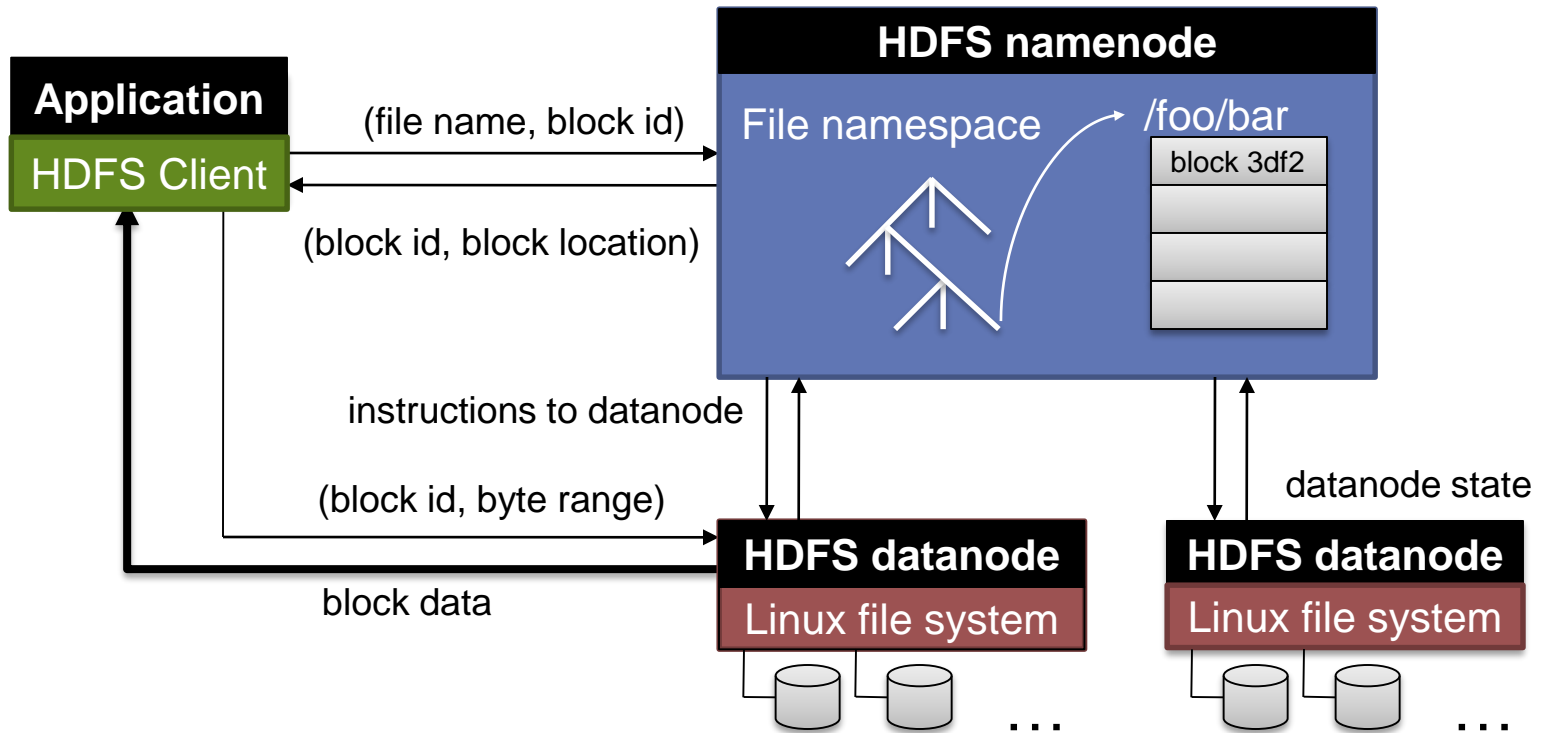 HDFS namenode
Application
HDFS Client
(file name, block id)
(block id, block location)
File namespace
/foo/bar
block 3df2
instructions to datanode
datanode state
(block id, byte range)
block data
HDFS datanode
Linux file system
…
HDFS datanode
Linux file system
…